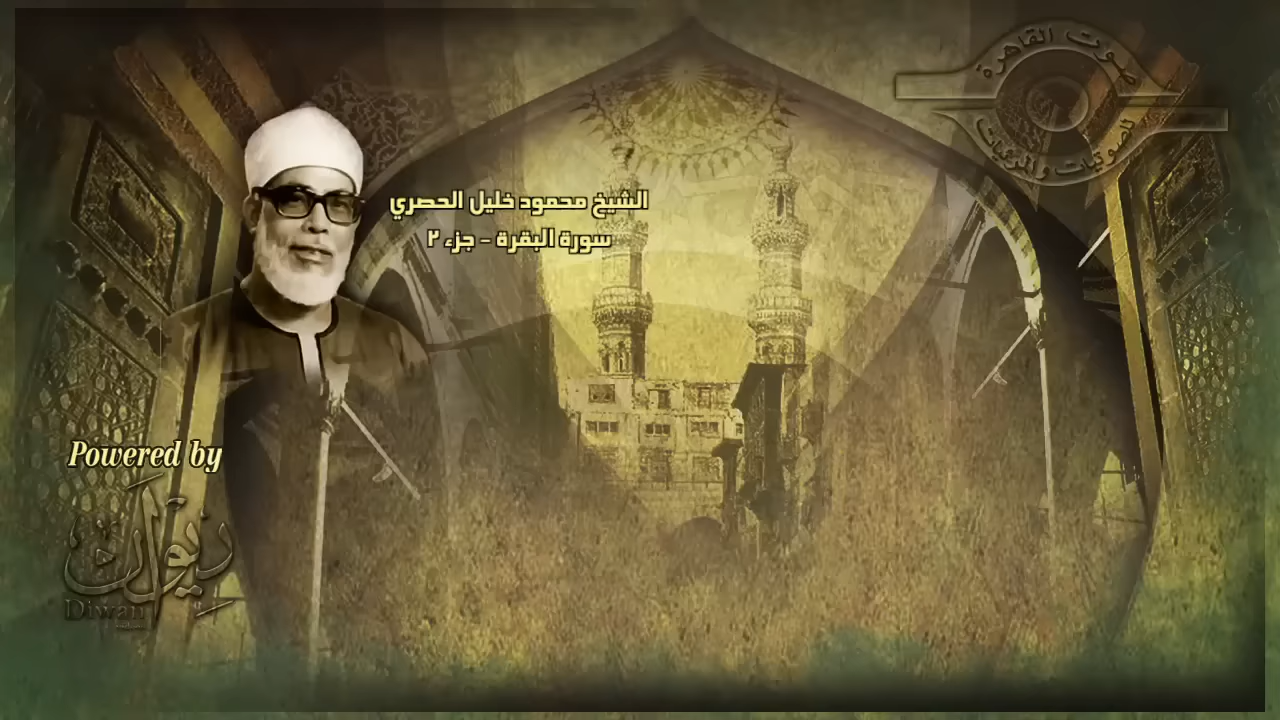 صوت القاهرة
للصوتيات والمرئيات
الشيخ محمود خليل الحصري
سورة البقرة - جزء ٢
Powered by
ديوان
Diwan